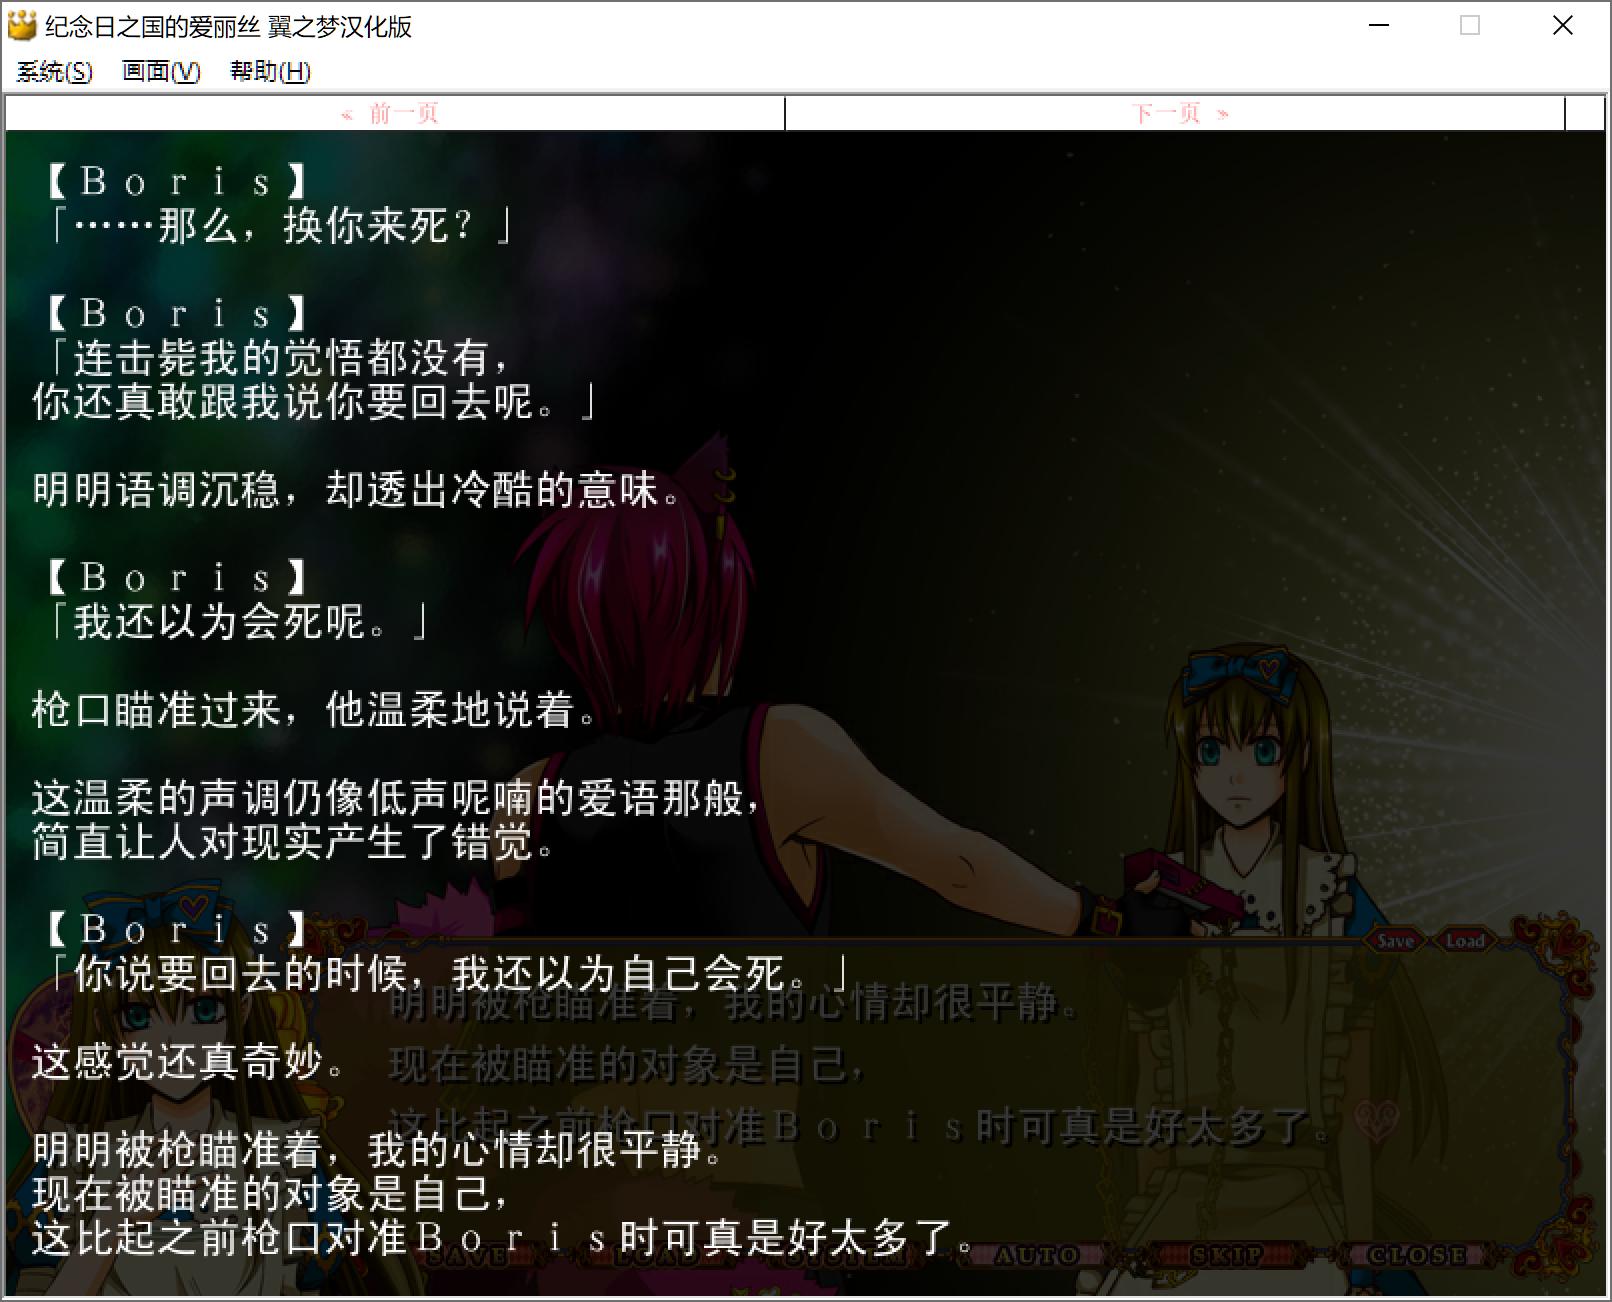 纪念日之国的爱丽丝 翼之梦汉化版
系统(S) 画面(V) 帮助(H)
« 前一页 下一页 »
【Boris】
「……那么，换你来死？」
【Boris】
「连击毙我的觉悟都没有，
你还真敢跟我说你要回去呢。」
明明语调沉稳，却透出冷酷的意味。
【Boris】
「我还以为会死呢。」
枪口瞄准过来，他温柔地说着。
这温柔的声调仍像低声呢喃的爱语那般，
简直让人对现实产生了错觉。
【Boris】
「你说要回去的时候，我还以为自己会死。」
这感觉还真奇妙。
明明被枪瞄准着，我的心情却很平静。
现在被瞄准的对象是自己，
这比起之前枪口对准Boris时可真是好太多了。
Save Load
明明被枪瞄准着，我的心情却很平静。
现在被瞄准的对象是自己，
这比起之前枪口对准Boris时可真是好太多了。
SAVE LOAD SYSTEM AUTO SKIP CLOSE